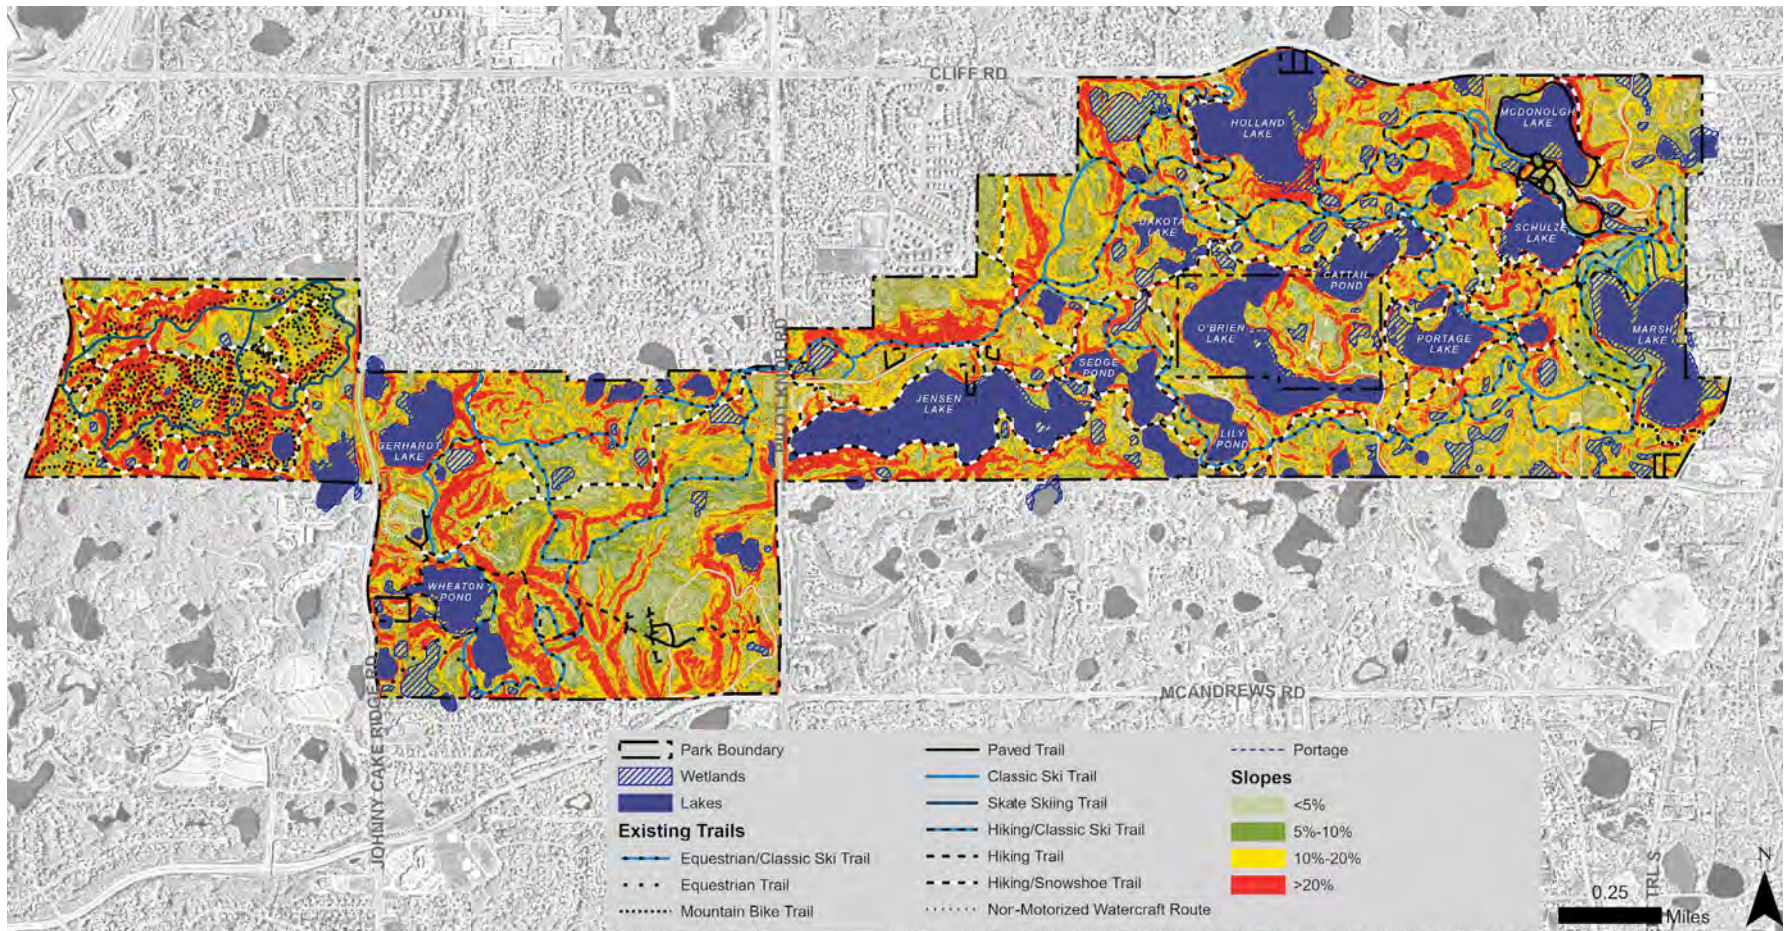 CLIFF RD
HOLLAND
LAKE
MCDONOUGH
LAKE
DAKOTA
LAKE
SCHULZE
LAKE
CATTAIL
POND
O'BRIEN
LAKE
PORTAGE
LAKE
MARSH
LAKE
SEDGE
POND
JENSEN
LAKE
LILY
POND
GERHARDT
LAKE
PILOT KNOB RD
WHEATON
POND
JOHNNY CAKE RIDGE RD
MCANDREWS RD
Park Boundary
Wetlands
Lakes
Existing Trails
Equestrian/Classic Ski Trail
Equestrian Trail
Mountain Bike Trail
Paved Trail
Classic Ski Trail
Skate Skiing Trail
Hiking/Classic Ski Trail
Hiking Trail
Hiking/Snowshoe Trail
Non-Motorized Watercraft Route
Portage
Slopes
<5%
5%-10%
10%-20%
>20%
TRLS
N
0.25
Miles